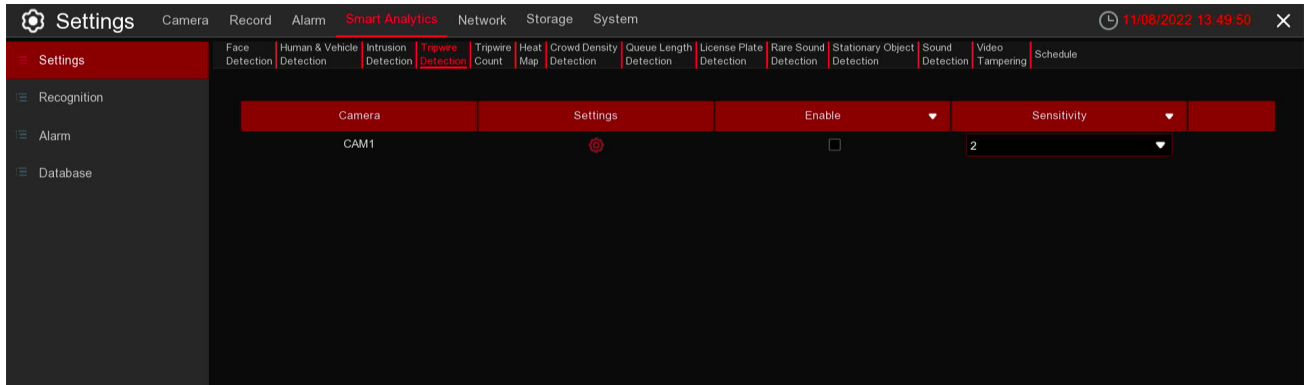 Settings Camera Record Alarm Smart Analytics Network Storage System 11/08/2022 13:49:50
Face Detection Human & Vehicle Detection Intrusion Detection Tripwire Detection Tripwire Count Heat Map Crowd Density Detection Queue Length Detection License Plate Detection Rare Sound Detection Stationary Object Detection Sound Detection Video Tampering Schedule
Settings
Recognition
Alarm
Database
Camera Settings Enable Sensitivity
CAM1 2